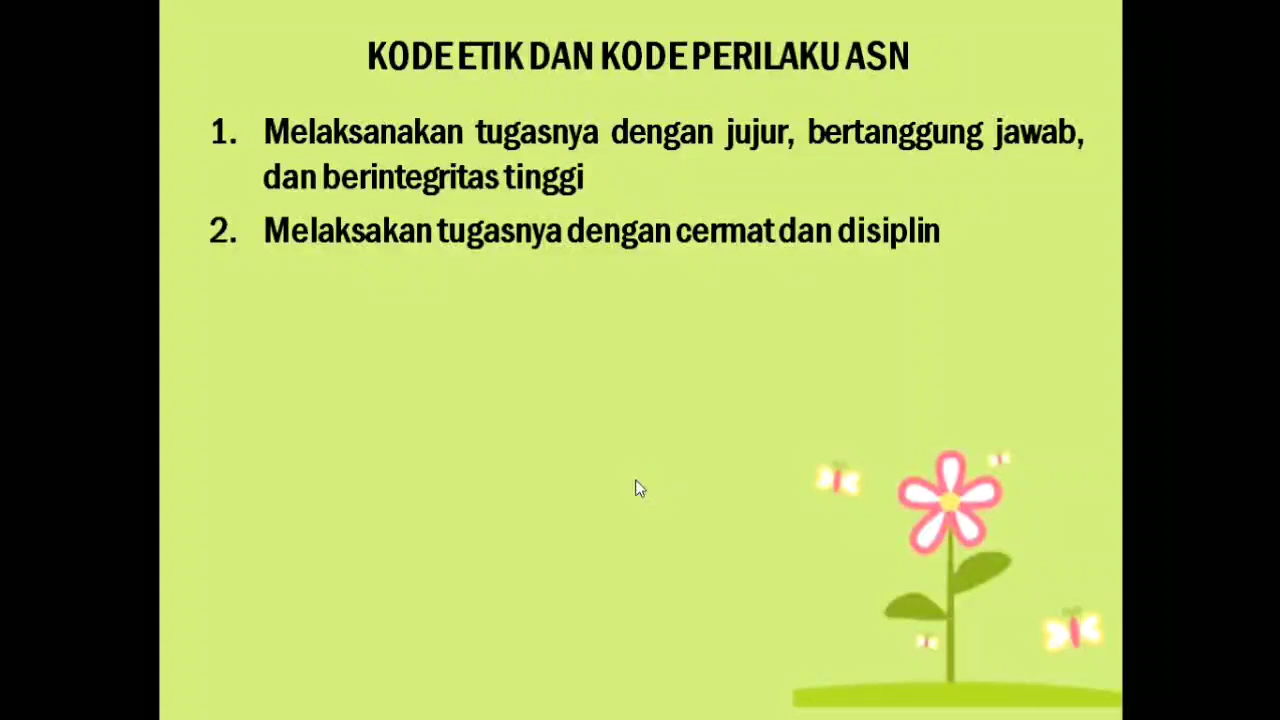 KODE ETIK DAN KODE PERILAKU ASN
1. Melaksanakan tugasnya dengan jujur, bertanggung jawab,
dan berintegritas tinggi
2. Melaksakan tugasnya dengan cermat dan disiplin